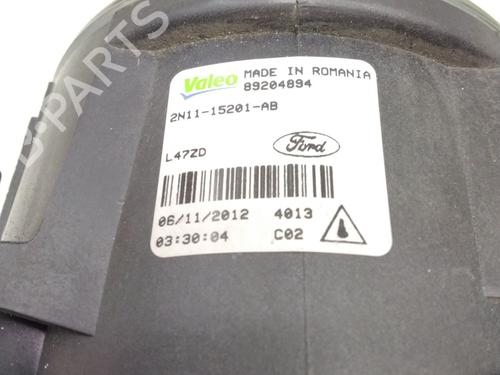 Valeo MADE IN ROMANIA
89204894
2N11-15201-AB
L47ZD
Ford
06/11/2012 4013
03:30:04 C02
B-PARTS